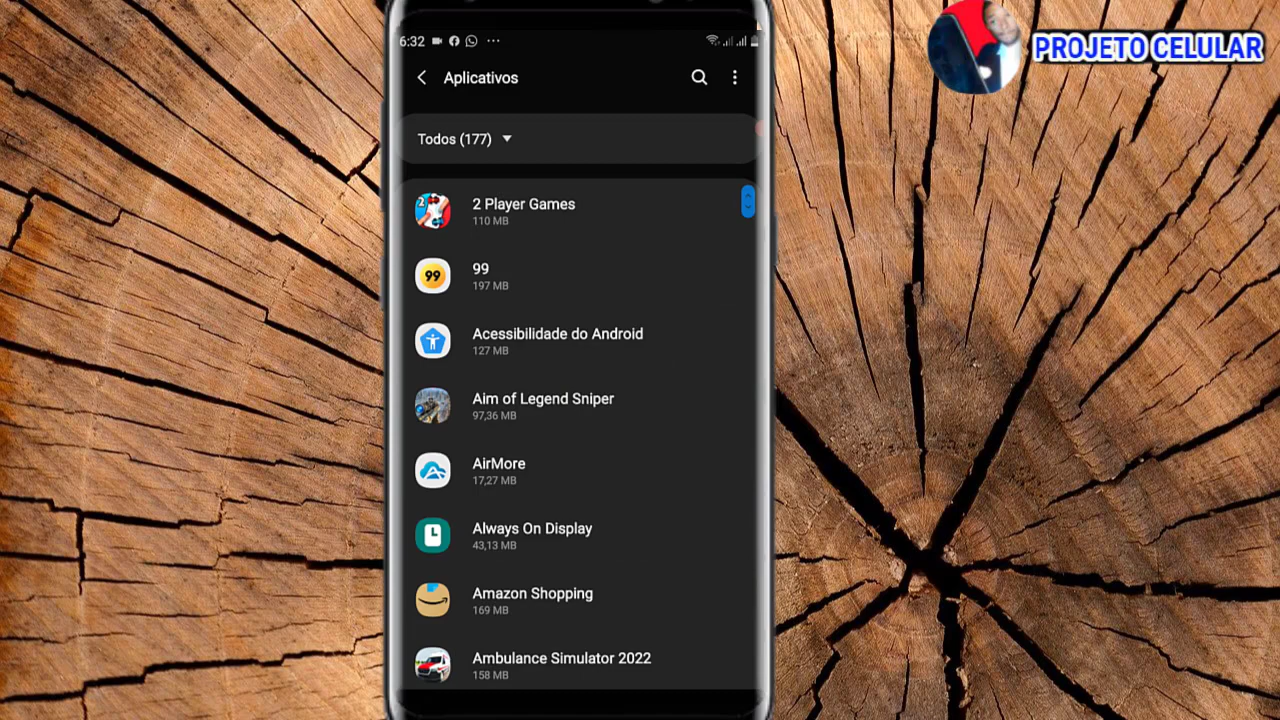 PROJETO CELULAR
6:32
Aplicativos
Todos (177)
2 Player Games
110 MB
99
99
197 MB
Acessibilidade do Android
127 MB
Aim of Legend Sniper
97,36 MB
AirMore
17,27 MB
Always On Display
43,13 MB
Amazon Shopping
169 MB
Ambulance Simulator 2022
158 MB